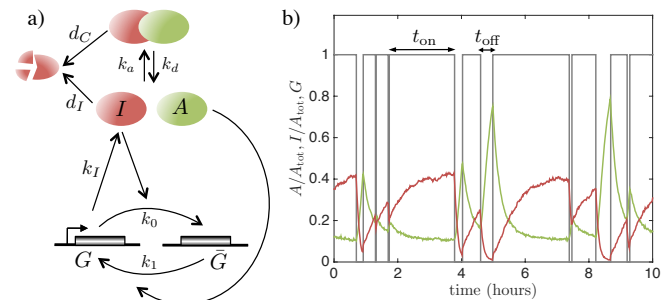 a)
d_C
k_a
k_d
d_I
I
A
k_I
k_0
G
k_1
Ḡ
b)
t_on
t_off
A/A_tot, I/A_tot, G
1
0.8
0.6
0.4
0.2
0
0
2
4
6
8
10
time (hours)